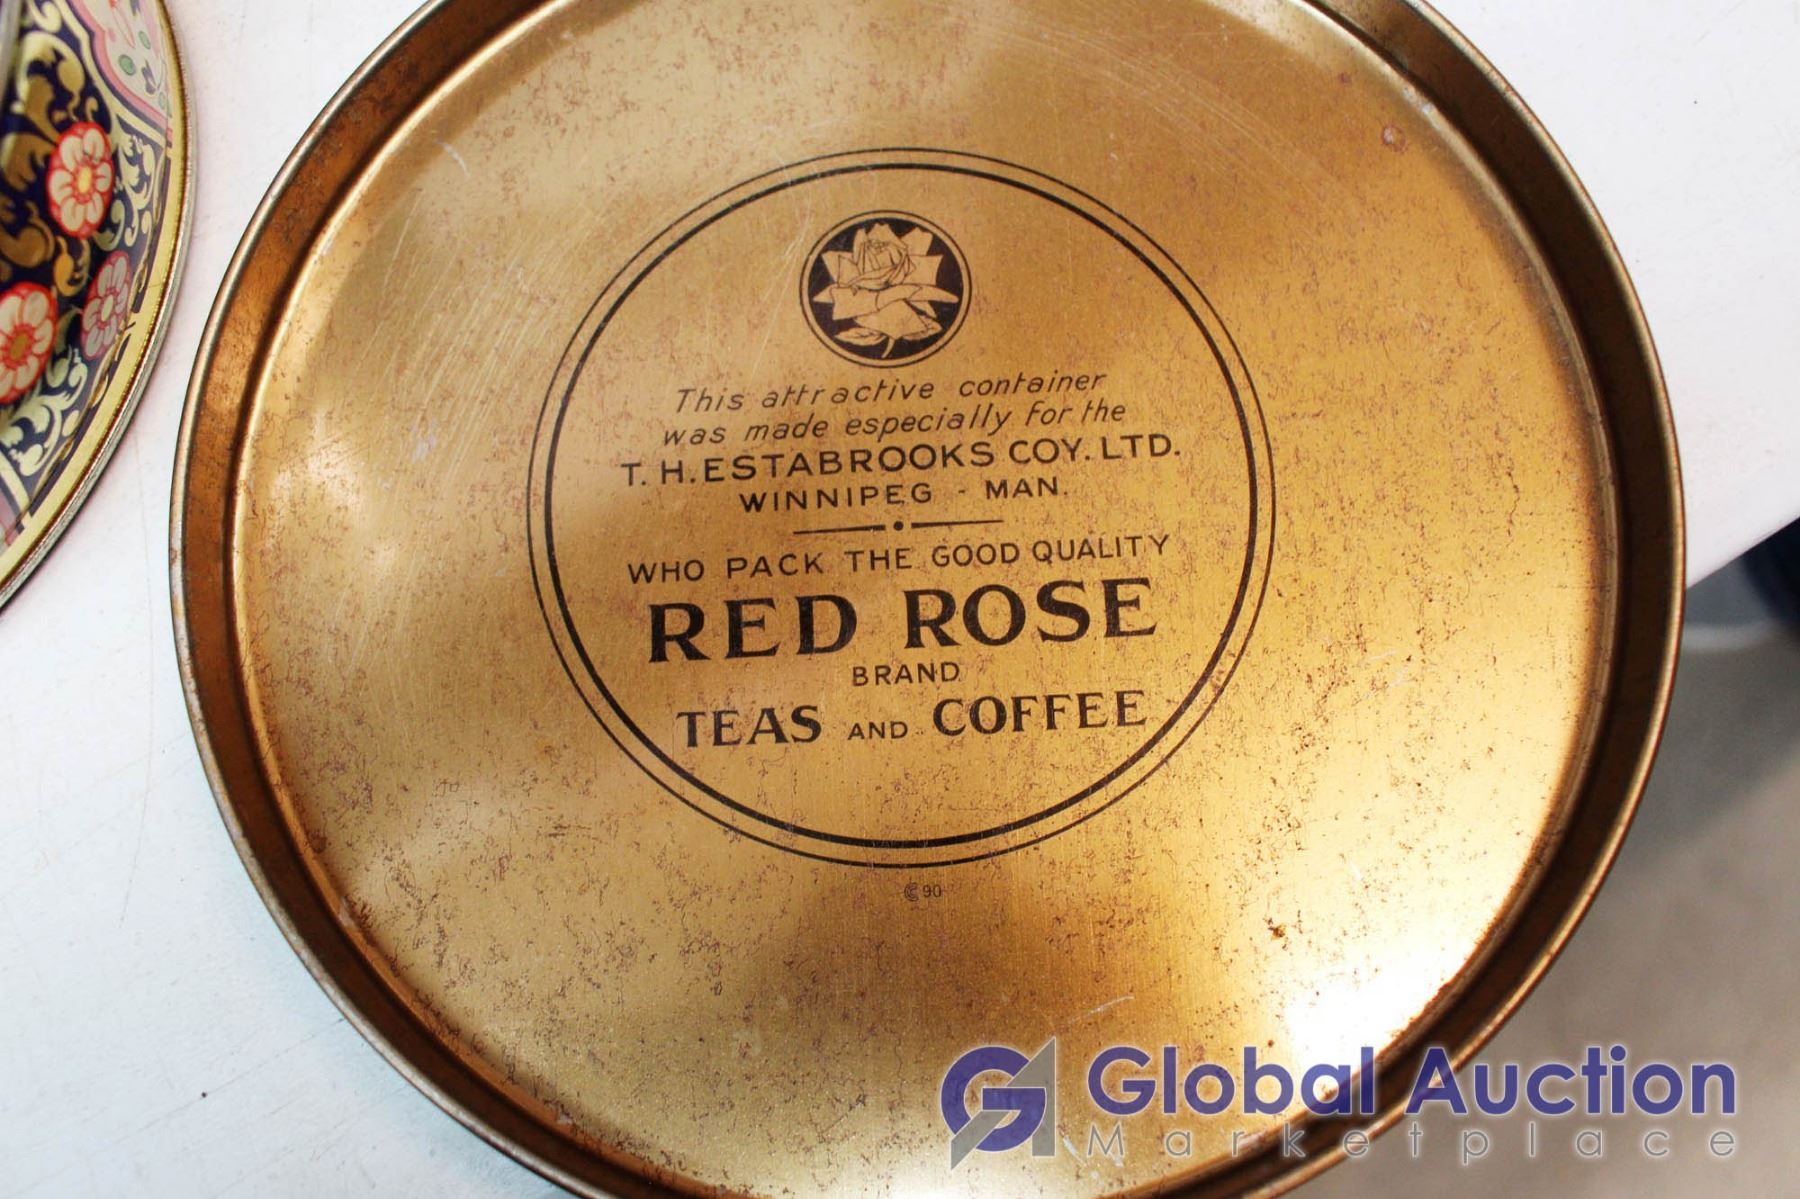 This attractive container
was made especially for the
T. H. ESTABROOKS COY. LTD.
WINNIPEG - MAN.
WHO PACK THE GOOD QUALITY
RED ROSE
BRAND
TEAS AND COFFEE
90
Global Auction
Marketplace